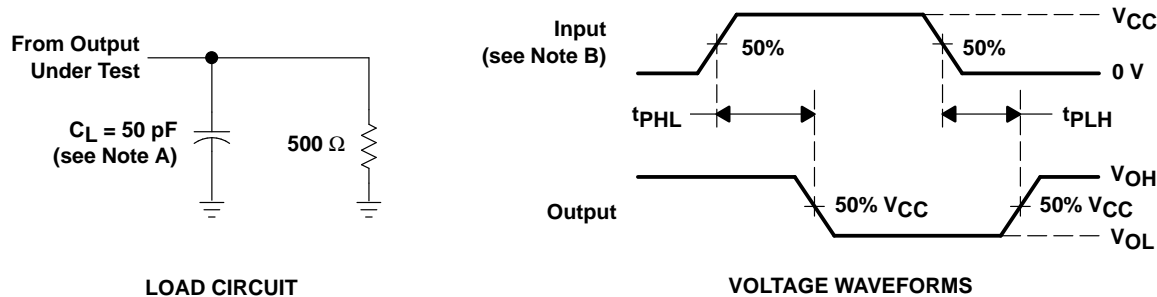 From Output
Under Test
CL = 50 pF
(see Note A)
500 Ω
LOAD CIRCUIT
Input
(see Note B)
50%
50%
VCC
0 V
tPHL
tPLH
Output
50% VCC
50% VCC
VOH
VOL
VOLTAGE WAVEFORMS